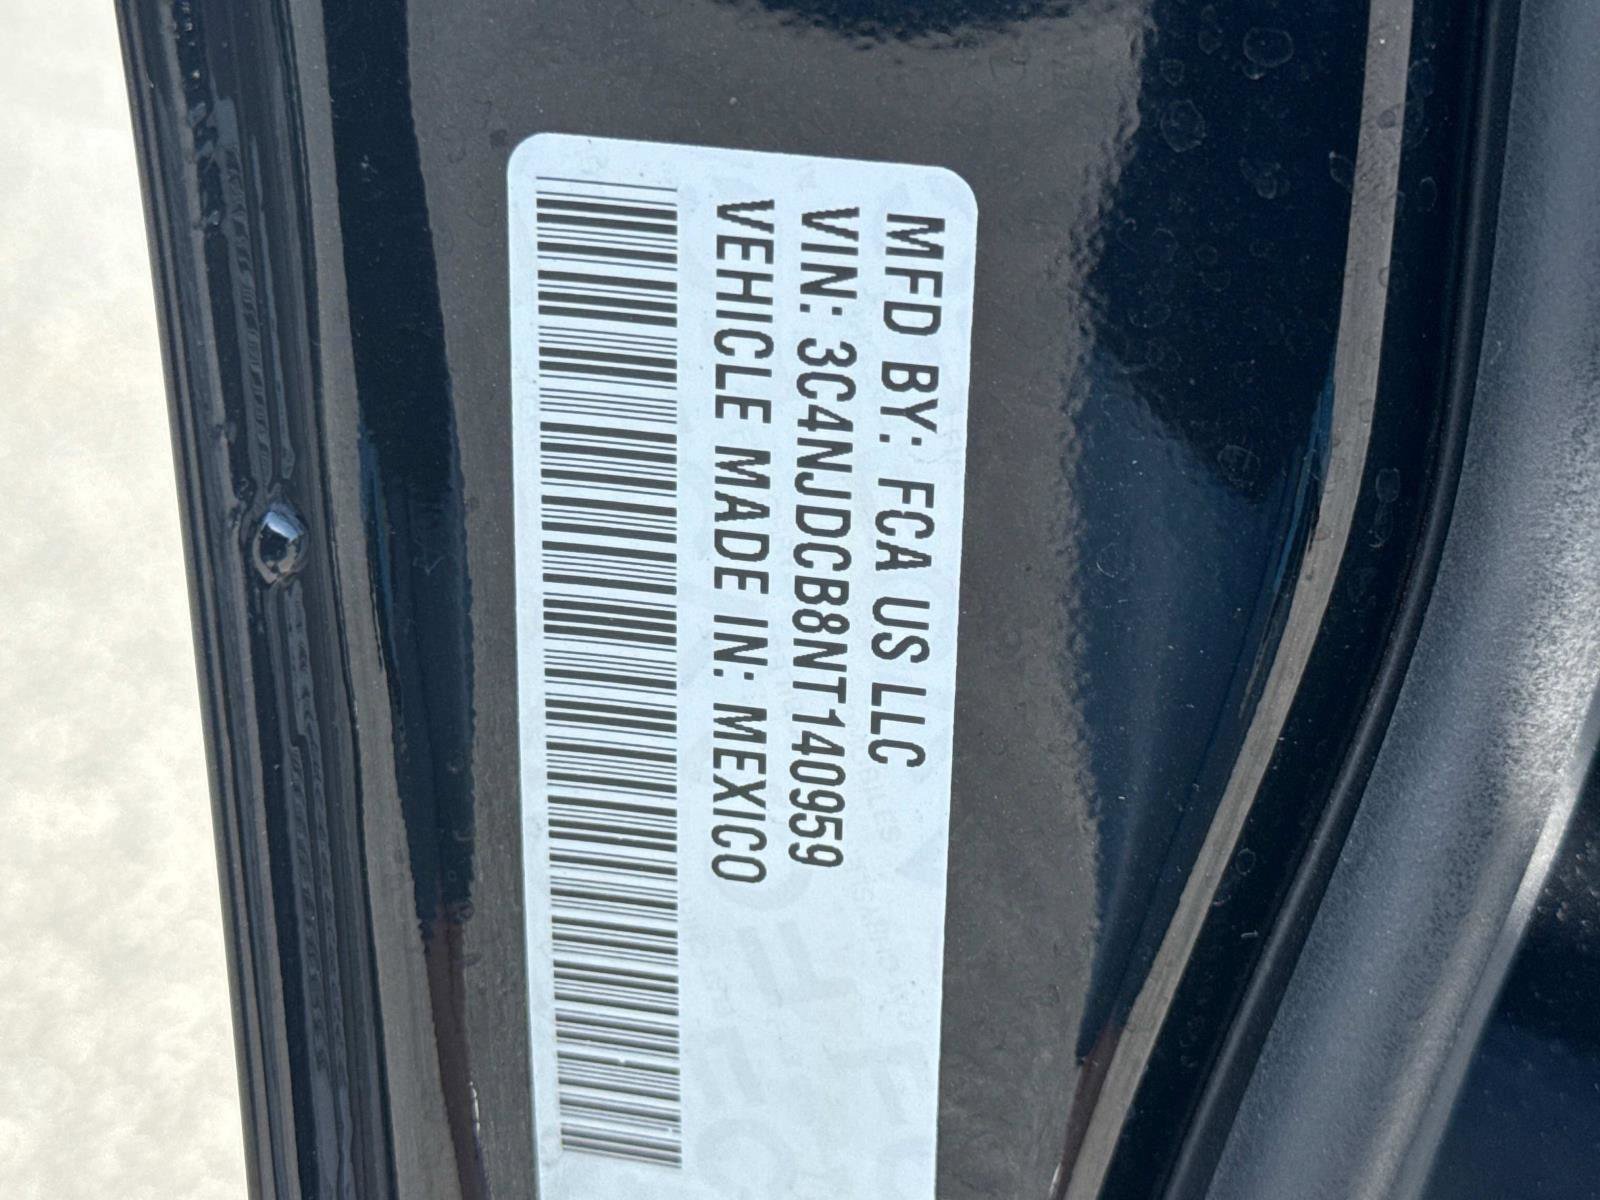 MFD BY: FCA US LLC
VIN: 3C4NJDCB8NT140959
VEHICLE MADE IN: MEXICO